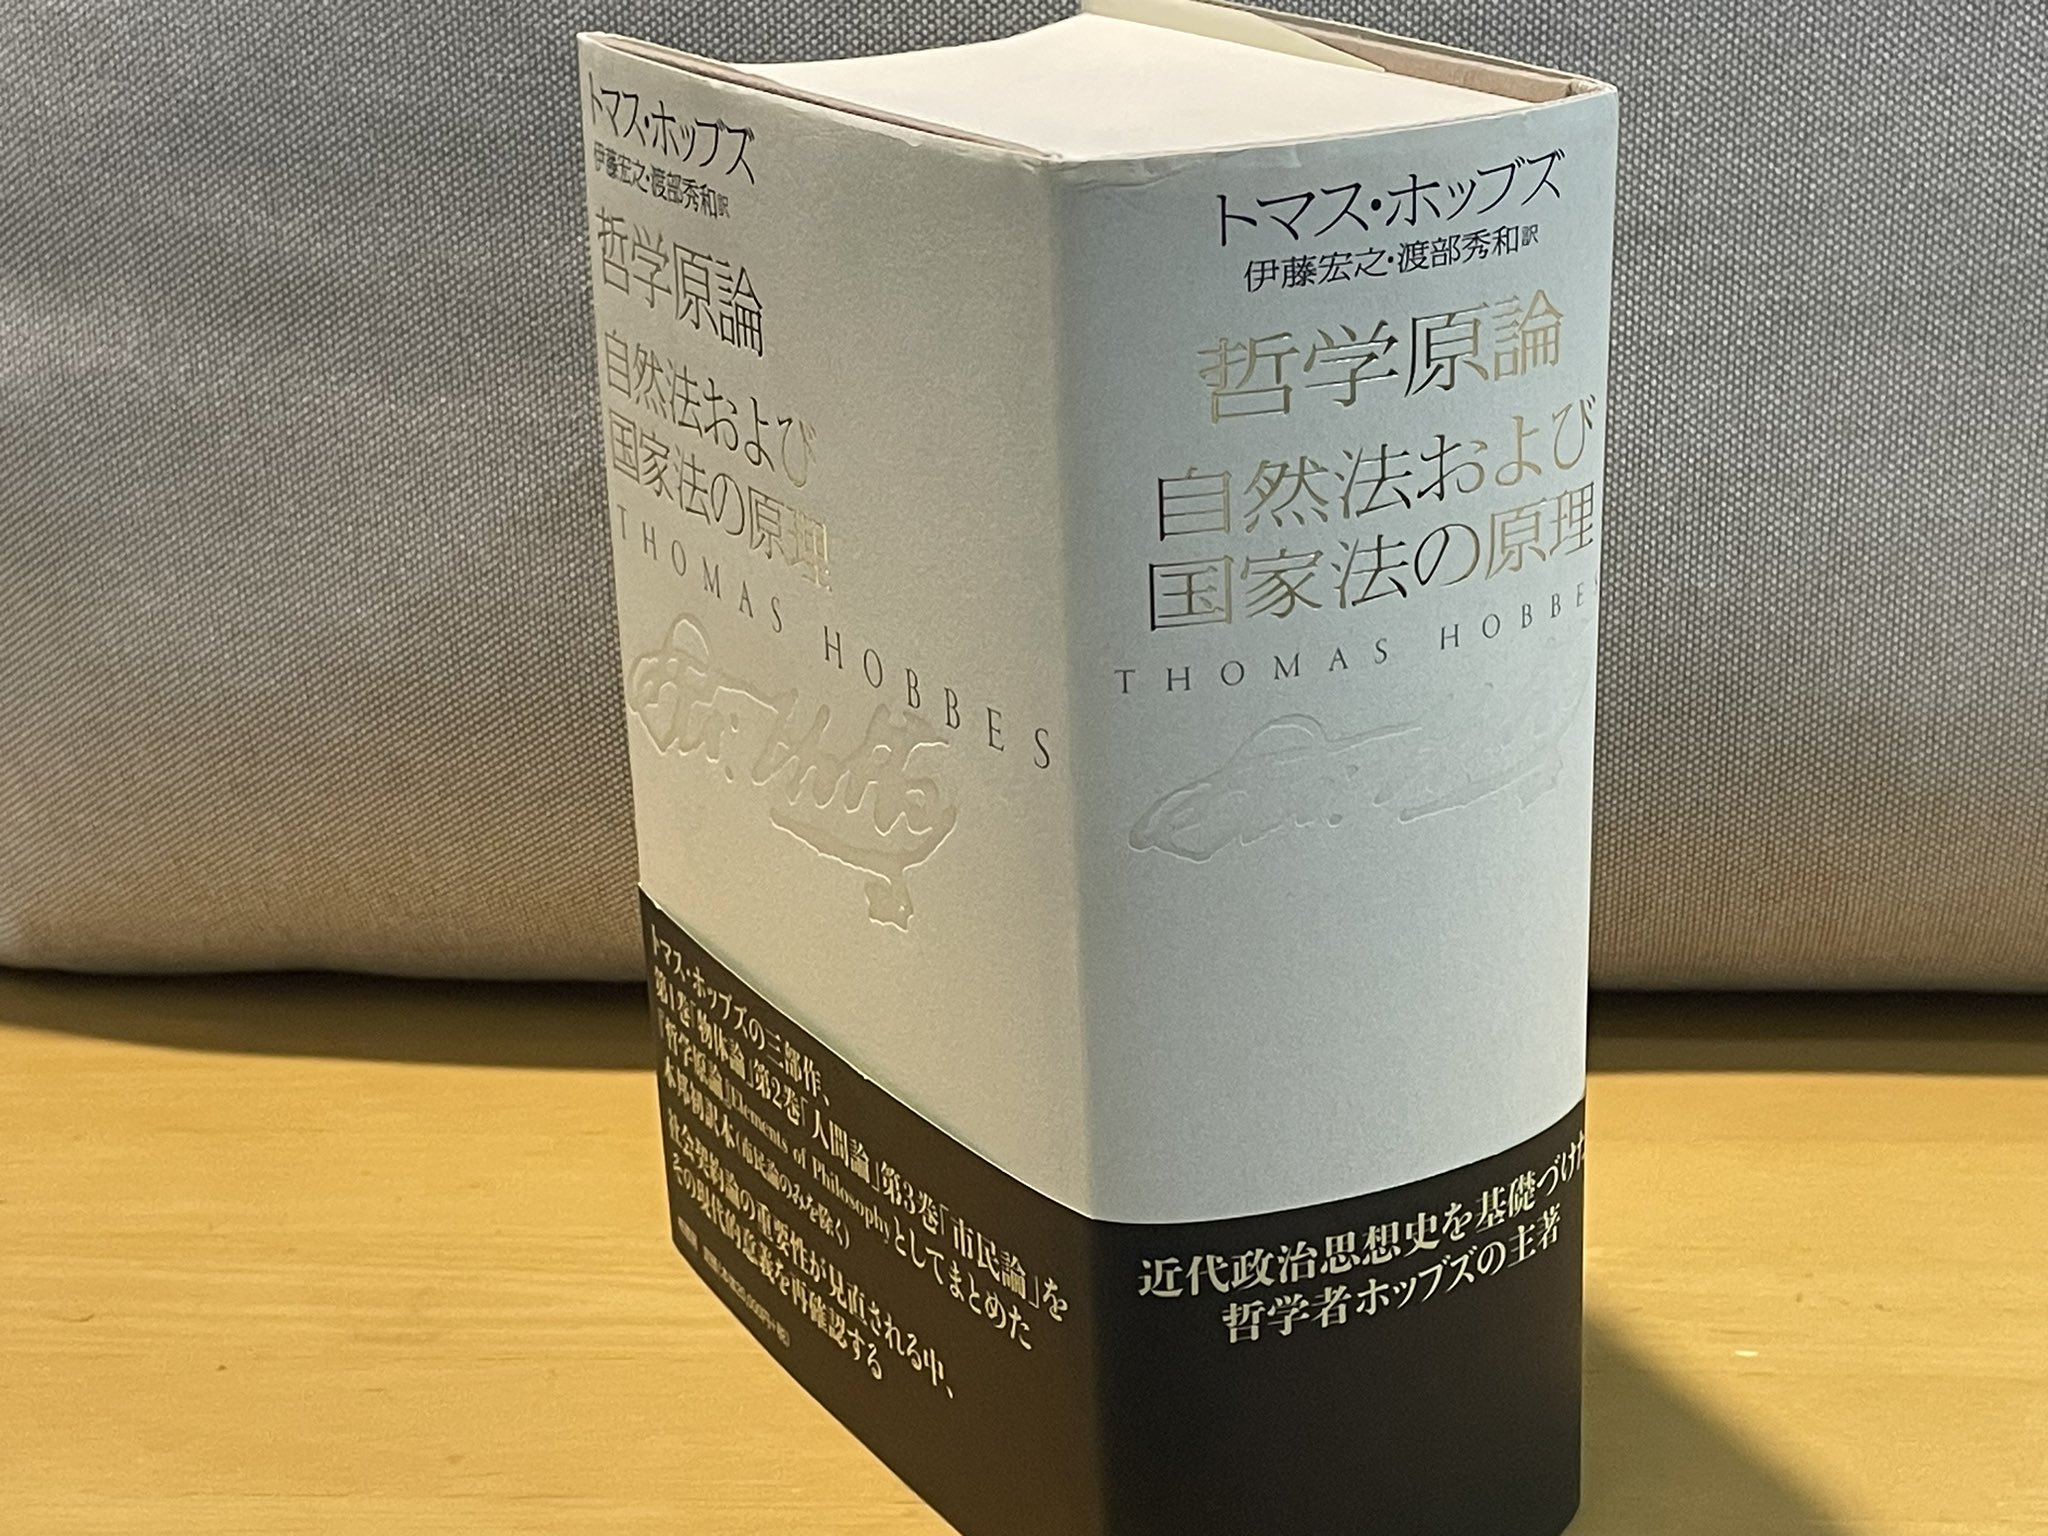 トマス・ホッブズ
伊藤宏之・渡部秀和訳
哲学原論
自然法および
国家法の原理
THOMAS HOBBES
トマス・ホッブズの三部作、
第1巻「物体論」第2巻「人間論」第3巻「市民論」を
『哲学原論』Elements of Philosophyとしてまとめた
本邦初訳本(市民論のみを除く)
社会契約論の重要性が見直される中、
その現代的意義を再確認する
トマス・ホッブズ
伊藤宏之・渡部秀和訳
哲学原論
自然法および
国家法の原理
THOMAS HOBBES
近代政治思想史を基礎づけた
哲学者ホッブズの主著